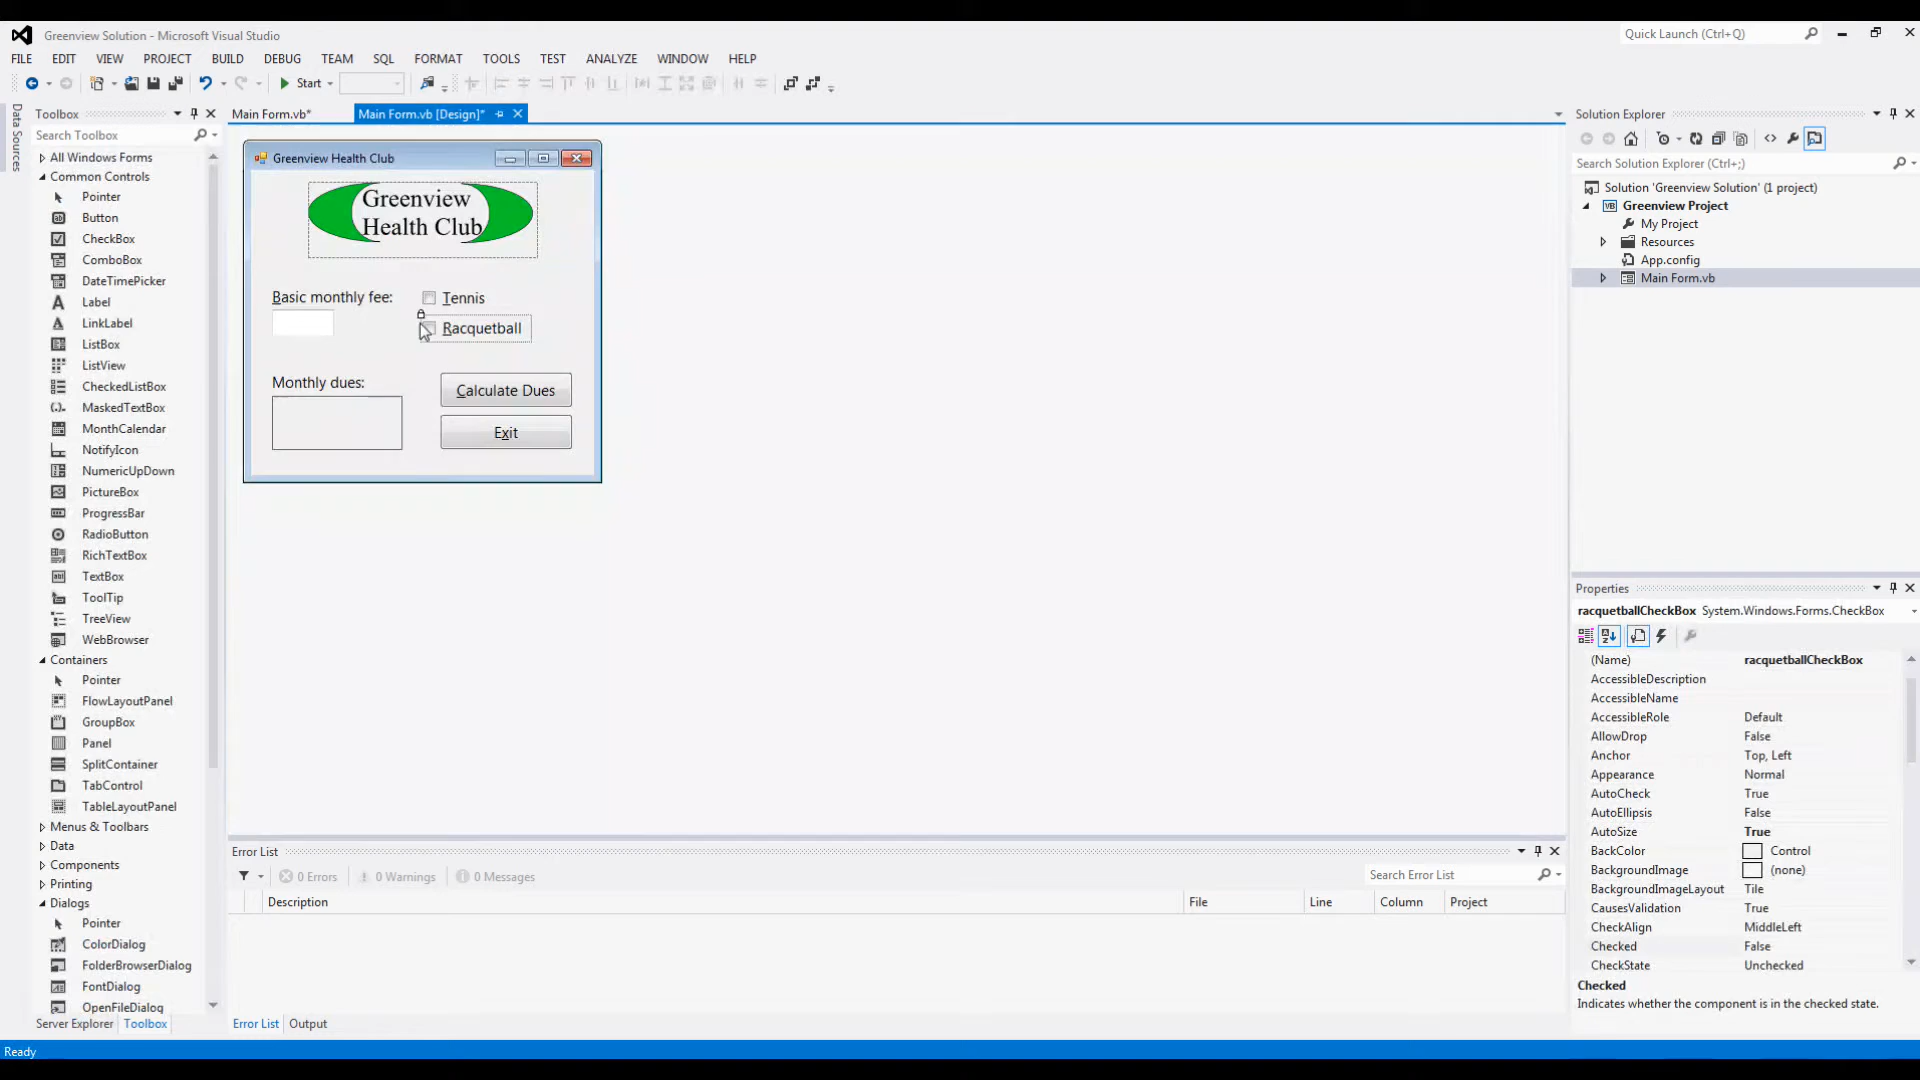 Greenview Solution - Microsoft Visual Studio
Quick Launch (Ctrl+Q)
FILE EDIT VIEW PROJECT BUILD DEBUG TEAM SQL FORMAT TOOLS TEST ANALYZE WINDOW HELP
Start
Data Sources
Toolbox
Search Toolbox
All Windows Forms
Common Controls
Pointer
Button
CheckBox
ComboBox
DateTimePicker
Label
LinkLabel
ListBox
ListView
CheckedListBox
MaskedTextBox
MonthCalendar
NotifyIcon
NumericUpDown
PictureBox
ProgressBar
RadioButton
RichTextBox
TextBox
ToolTip
TreeView
WebBrowser
Containers
Pointer
FlowLayoutPanel
GroupBox
Panel
SplitContainer
TabControl
TableLayoutPanel
Menus & Toolbars
Data
Components
Printing
Dialogs
Pointer
ColorDialog
FolderBrowserDialog
FontDialog
OpenFileDialog
Server Explorer Toolbox
Main Form.vb* Main Form.vb [Design]*
Greenview Health Club
Greenview
Health Club
Basic monthly fee:
Tennis
Racquetball
Monthly dues:
Calculate Dues
Exit
Error List
0 Errors 0 Warnings 0 Messages
Search Error List
Description File Line Column Project
Error List Output
Solution Explorer
Search Solution Explorer (Ctrl+;)
Solution 'Greenview Solution' (1 project)
VB Greenview Project
My Project
Resources
App.config
Main Form.vb
Properties
racquetballCheckBox System.Windows.Forms.CheckBox
(Name) racquetballCheckBox
AccessibleDescription
AccessibleName
AccessibleRole Default
AllowDrop False
Anchor Top, Left
Appearance Normal
AutoCheck True
AutoEllipsis False
AutoSize True
BackColor Control
BackgroundImage (none)
BackgroundImageLayout Tile
CausesValidation True
CheckAlign MiddleLeft
Checked False
CheckState Unchecked
Checked
Indicates whether the component is in the checked state.
Ready